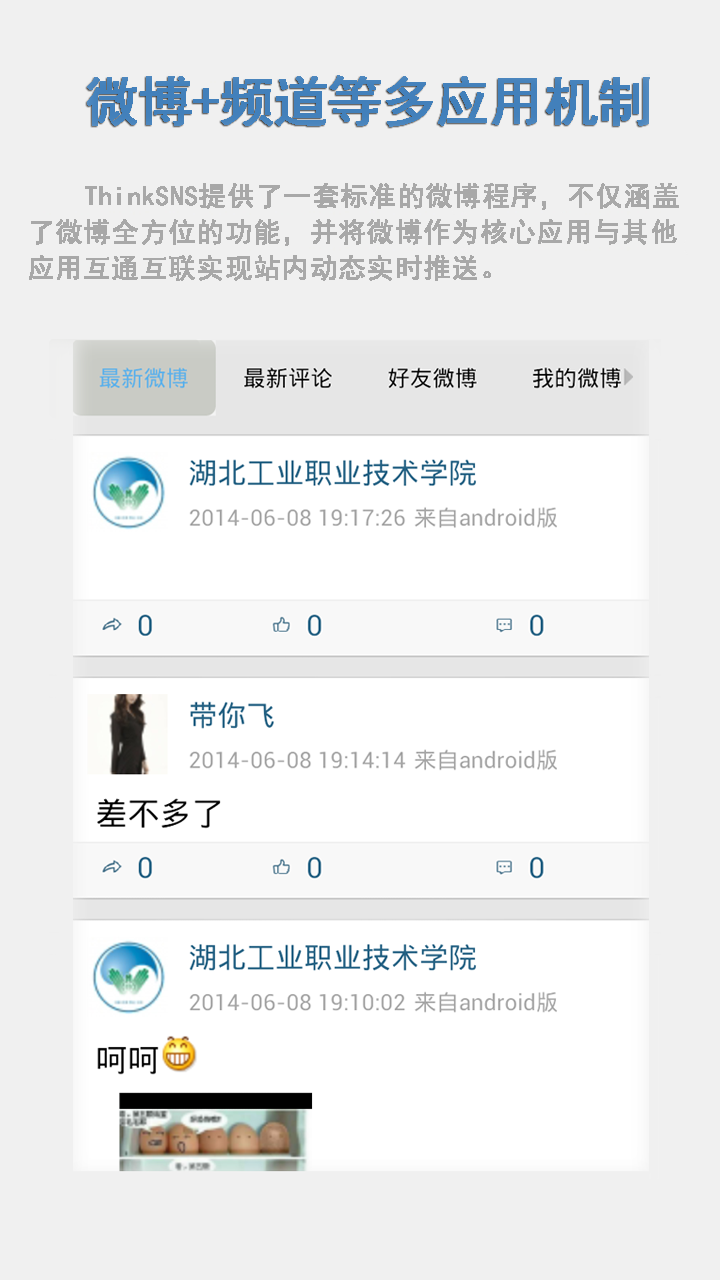 微博+频道等多应用机制
ThinkSNS提供了一套标准的微博程序，不仅涵盖
了微博全方位的功能，并将微博作为核心应用与其他
应用互通互联实现站内动态实时推送。
最新微博 最新评论 好友微博 我的微博
湖北工业职业技术学院
2014-06-08 19:17:26 来自android版
0 0 0
带你飞
2014-06-08 19:14:14 来自android版
差不多了
0 0 0
湖北工业职业技术学院
2014-06-08 19:10:02 来自android版
呵呵